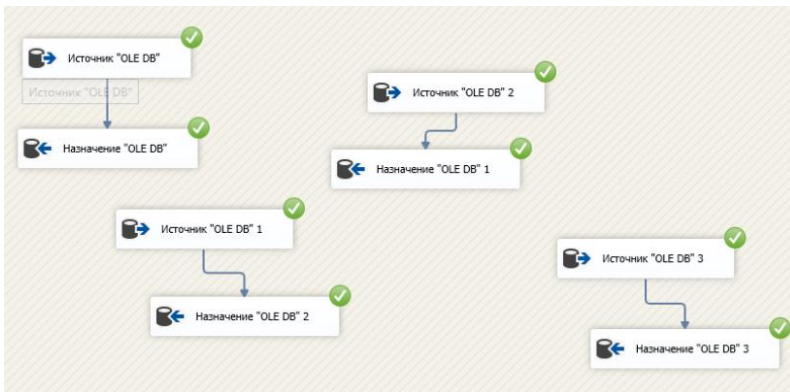 Источник "OLE DB"
Источник "OLE DB"
Назначение "OLE DB"
Источник "OLE DB" 2
Назначение "OLE DB" 1
Источник "OLE DB" 1
Назначение "OLE DB" 2
Источник "OLE DB" 3
Назначение "OLE DB" 3